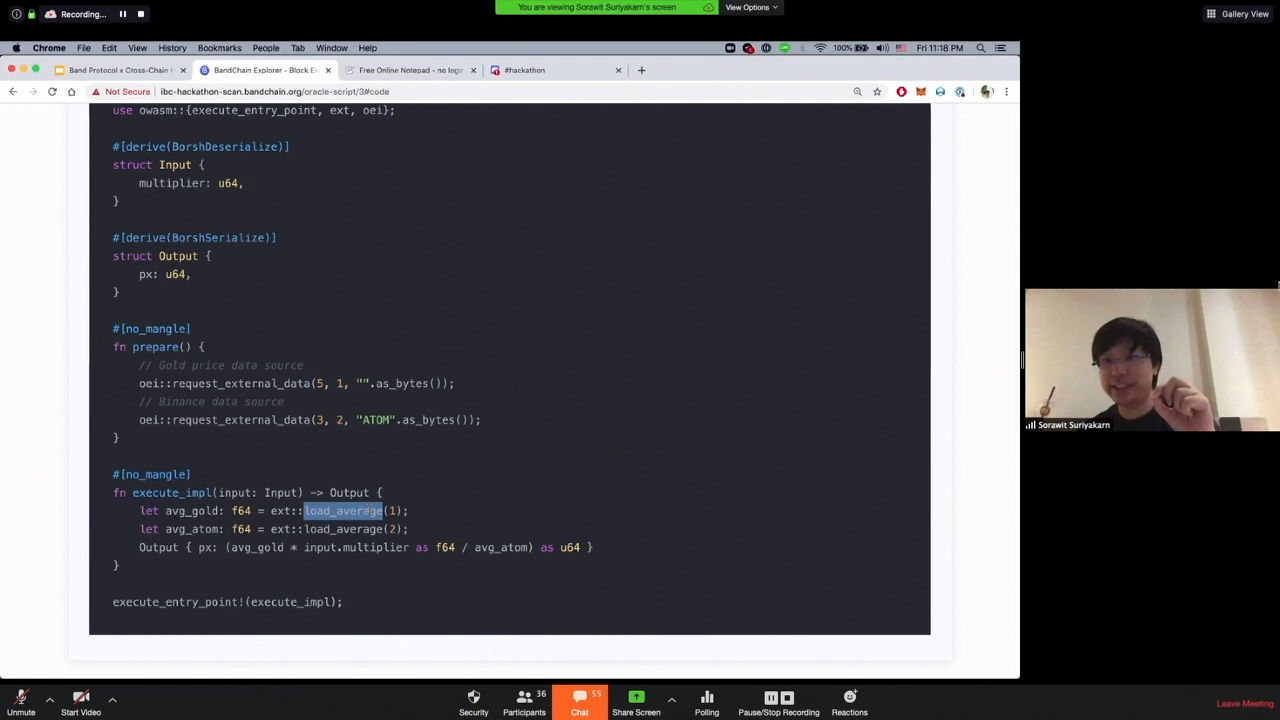 Recording...
You are viewing Sorawit Suriyakarn's screen
View Options
Gallery View
Chrome File Edit View History Bookmarks People Tab Window Help
100% Fri 11:18 PM
Band Protocol x Cross-Chain
BandChain Explorer - Block Ex
Free Online Notepad - no login
#hackathon
Not Secure ibc-hackathon-scan.bandchain.org/oracle-script/3#code
use owasm::{execute_entry_point, ext, oei};
#[derive(BorshDeserialize)]
struct Input {
multiplier: u64,
}
#[derive(BorshSerialize)]
struct Output {
px: u64,
}
#[no_mangle]
fn prepare() {
// Gold price data source
oei::request_external_data(5, 1, "".as_bytes());
// Binance data source
oei::request_external_data(3, 2, "ATOM".as_bytes());
}
#[no_mangle]
fn execute_impl(input: Input) -> Output {
let avg_gold: f64 = ext::load_average(1);
let avg_atom: f64 = ext::load_average(2);
Output { px: (avg_gold * input.multiplier as f64 / avg_atom) as u64 }
}
execute_entry_point!(execute_impl);
Sorawit Suriyakarn
Unmute
Start Video
Security
36
Participants
55
Chat
Share Screen
Polling
Pause/Stop Recording
Reactions
Leave Meeting